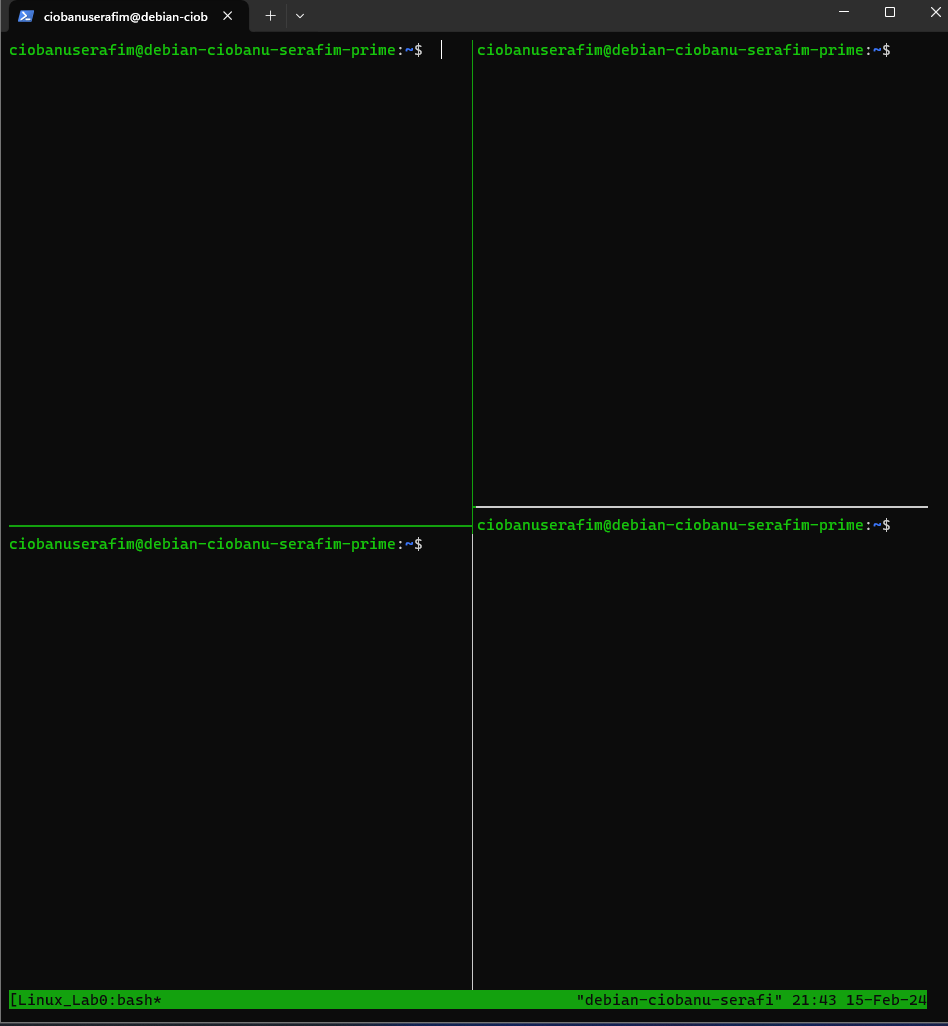 ciobanuserafim@debian-ciob
ciobanuserafim@debian-ciobanu-serafim-prime:~$
ciobanuserafim@debian-ciobanu-serafim-prime:~$
ciobanuserafim@debian-ciobanu-serafim-prime:~$
ciobanuserafim@debian-ciobanu-serafim-prime:~$
[Linux_Lab0:bash* "debian-ciobanu-serafi" 21:43 15-Feb-24